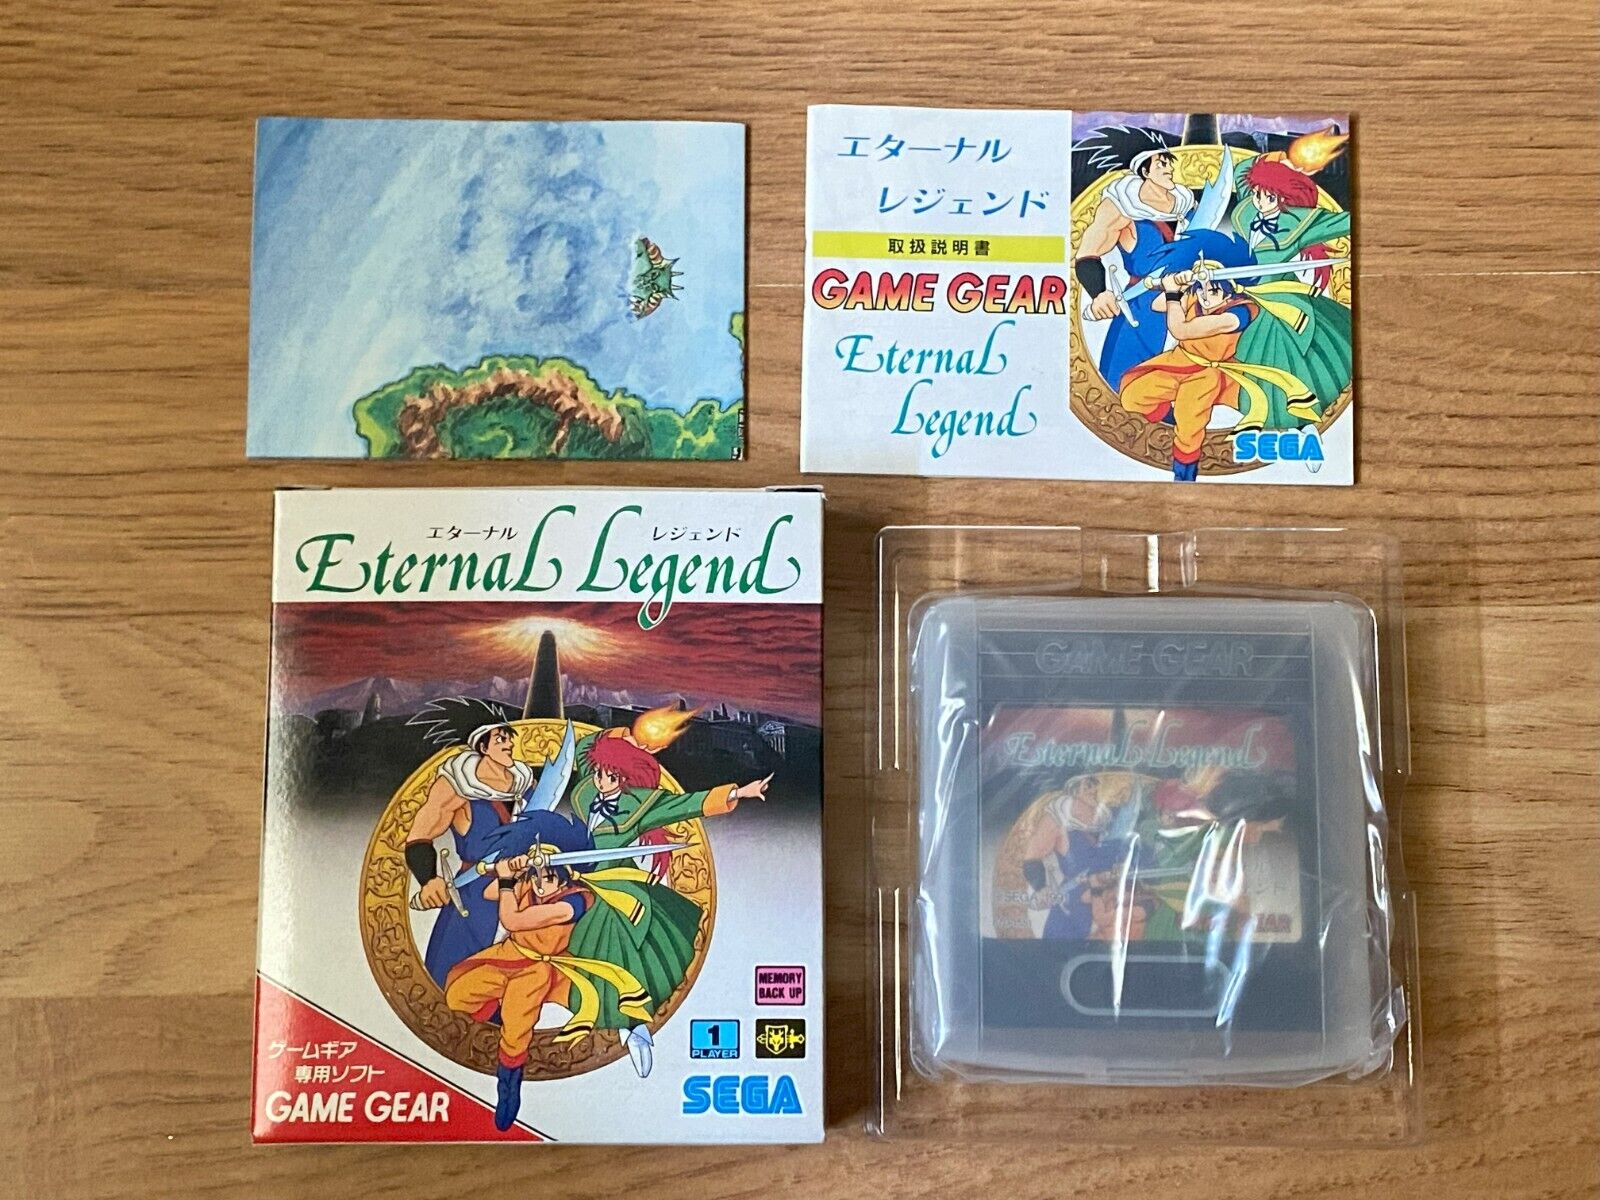 エターナル
レジェンド
取扱説明書
GAME GEAR
Eternal
Legend
SEGA
エターナル レジェンド
Eternal Legend
MEMORY
BACK UP
1
PLAYER
ゲームギア
専用ソフト
GAME GEAR
SEGA
GAME GEAR
Eternal Legend